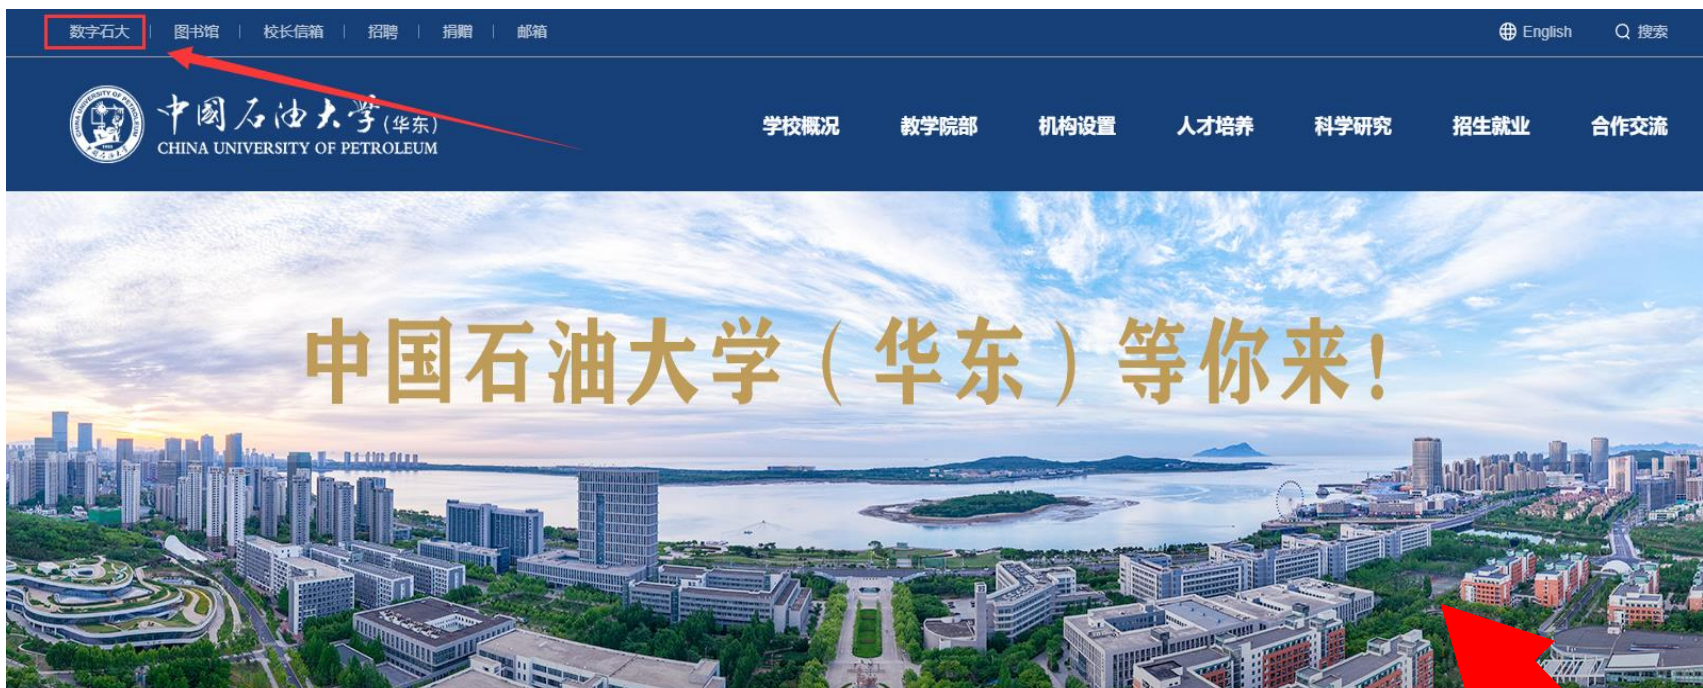 数字石大 | 图书馆 | 校长信箱 | 招聘 | 捐赠 | 邮箱 English 搜索
中國石油大学(华东)
CHINA UNIVERSITY OF PETROLEUM
学校概况 教学院部 机构设置 人才培养 科学研究 招生就业 合作交流
中国石油大学（华东）等你来！